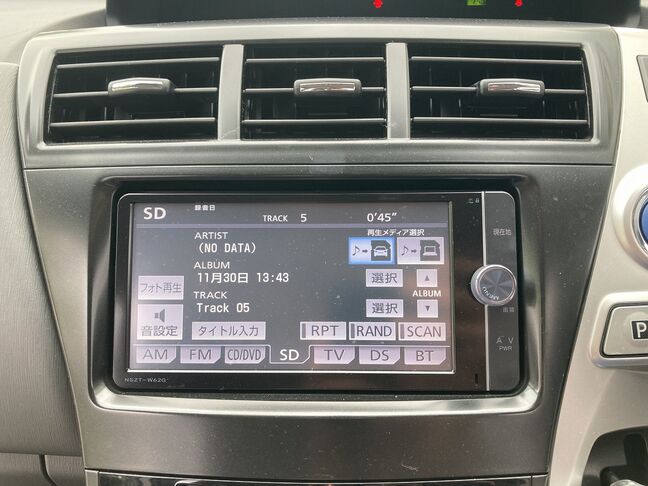 SD 録音日
TRACK 5 0'45"
ARTIST 再生メディア選択
(NO DATA)
ALBUM
11月30日 13:43 選択
フォト再生 TRACK ALBUM
Track 05 選択
音設定 タイトル入力 RPT RAND SCAN
AM FM CD/DVD SD TV DS BT
NSZT-W62G
現在地
MENU
画質
A V
PWR
P